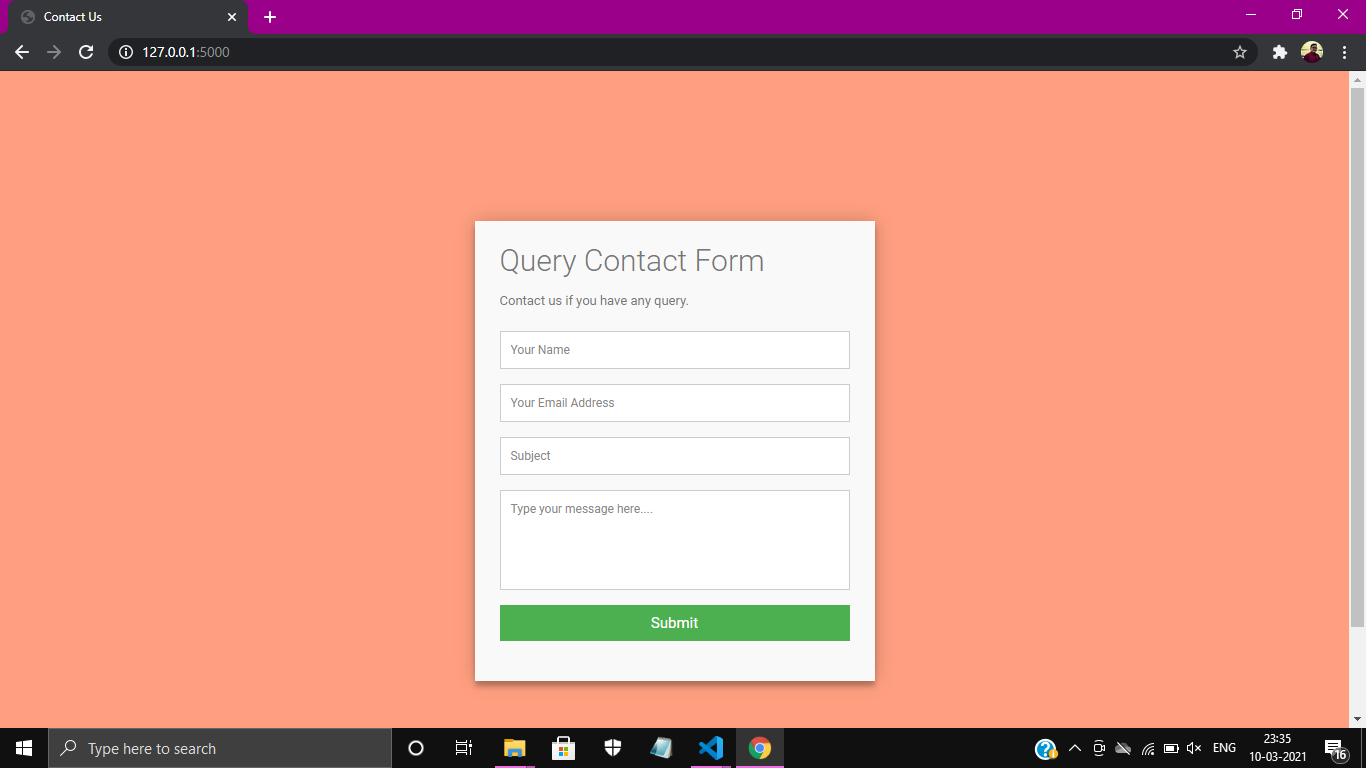 Contact Us
127.0.0.1:5000
Query Contact Form
Contact us if you have any query.
Your Name
Your Email Address
Subject
Type your message here....
Submit
Type here to search
ENG
23:35
10-03-2021
16